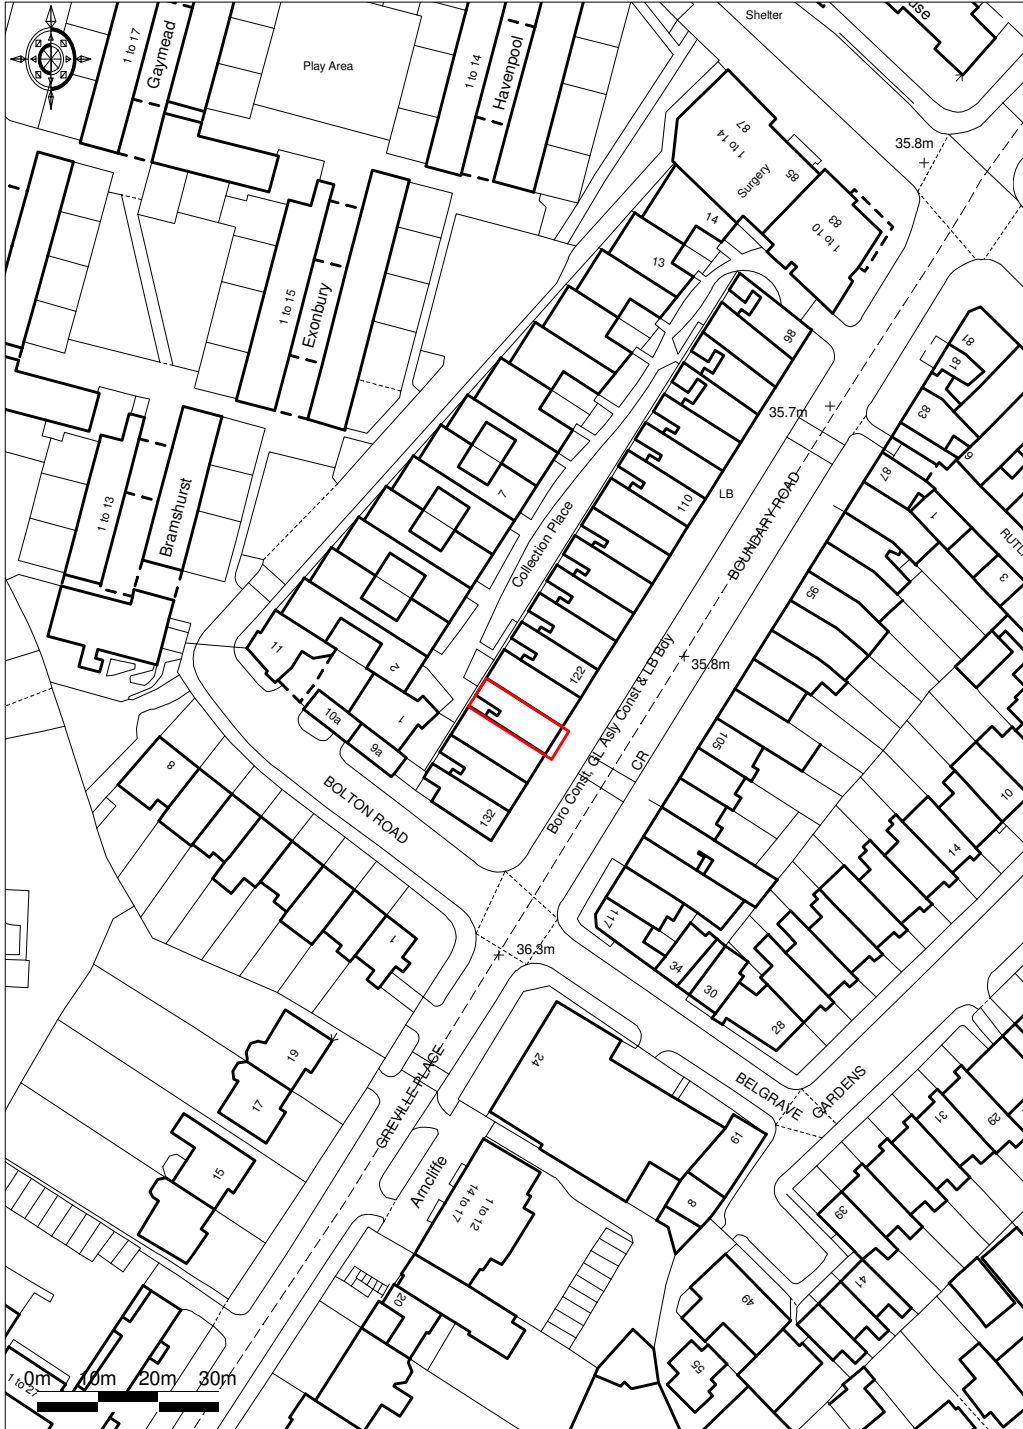 Shelter
use
1 to 17
Gaymead
Play Area
1 to 14
Havenpool
87
1 to 14
85
Surgery
35.8m
83
1 to 10
14
13
1 to 15
Exonbury
98
81
81
83
35.7m
9
87
LB
110
7
1 to 13
Bramshurst
Collection Place
BOUNDARY ROAD
1
RUTL
3
95
Boro Const, GL Asly Const & LB Bdy
35.8m
11
2
122
10a
1
9a
105
CR
8
BOLTON ROAD
132
10
14
117
1
36.3m
34
30
28
19
24
17
GREVILLE PLACE
BELGRAVE
GARDENS
31
29
61
15
Arncliffe
1 to 12
14 to 17
8
39
41
20
49
55
1 to 27
0m
10m
20m
30m